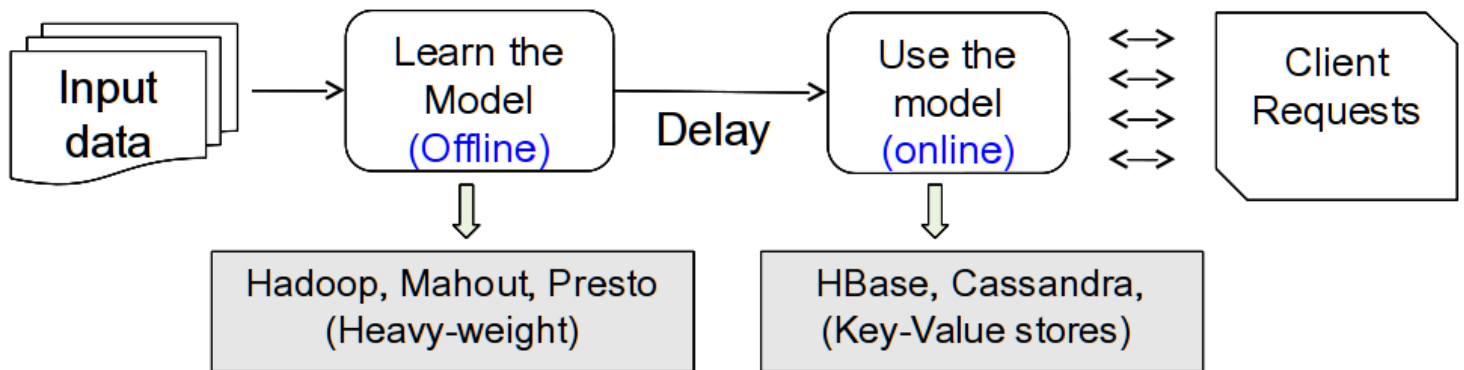 Input
data
Learn the
Model
(Offline)
Delay
Use the
model
(online)
Client
Requests
Hadoop, Mahout, Presto
(Heavy-weight)
HBase, Cassandra,
(Key-Value stores)